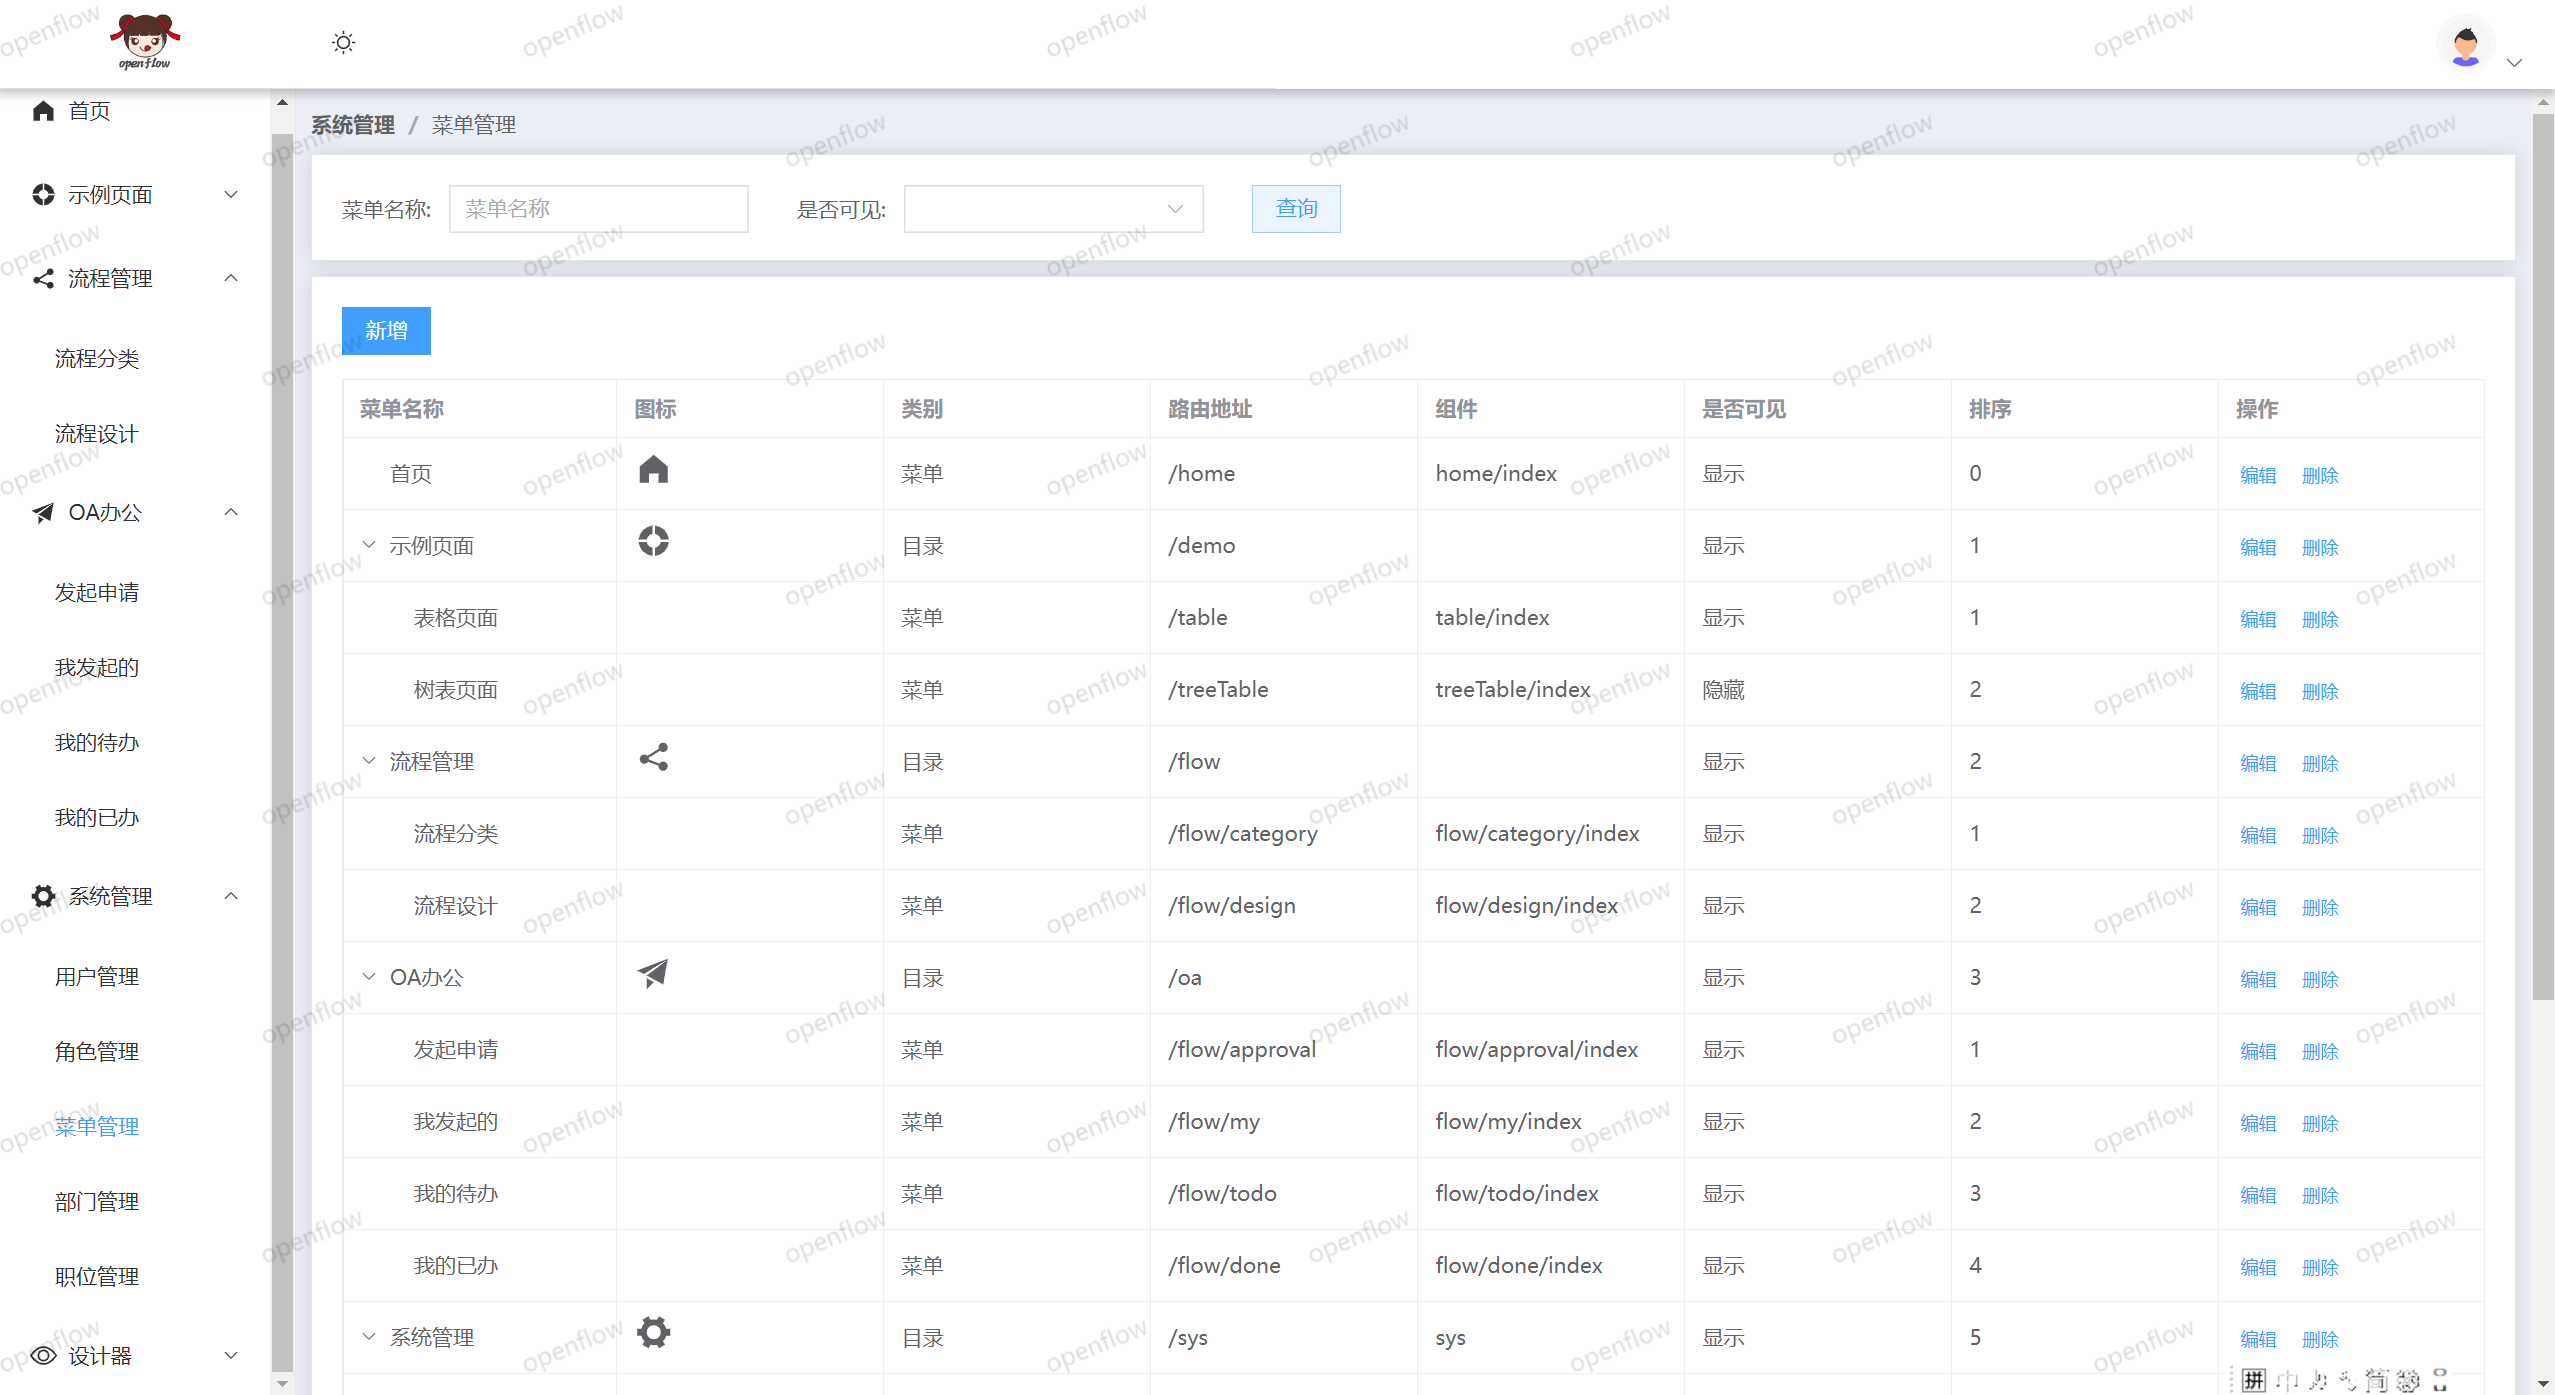 openflow
系统管理 / 菜单管理
首页
示例页面
流程管理
流程分类
流程设计
OA办公
发起申请
我发起的
我的待办
我的已办
系统管理
用户管理
角色管理
菜单管理
部门管理
职位管理
设计器
菜单名称: 菜单名称 是否可见: 查询
新增
菜单名称 图标 类别 路由地址 组件 是否可见 排序 操作
首页 菜单 /home home/index 显示 0 编辑 删除
示例页面 目录 /demo 显示 1 编辑 删除
表格页面 菜单 /table table/index 显示 1 编辑 删除
树表页面 菜单 /treeTable treeTable/index 隐藏 2 编辑 删除
流程管理 目录 /flow 显示 2 编辑 删除
流程分类 菜单 /flow/category flow/category/index 显示 1 编辑 删除
流程设计 菜单 /flow/design flow/design/index 显示 2 编辑 删除
OA办公 目录 /oa 显示 3 编辑 删除
发起申请 菜单 /flow/approval flow/approval/index 显示 1 编辑 删除
我发起的 菜单 /flow/my flow/my/index 显示 2 编辑 删除
我的待办 菜单 /flow/todo flow/todo/index 显示 3 编辑 删除
我的已办 菜单 /flow/done flow/done/index 显示 4 编辑 删除
系统管理 目录 /sys sys 显示 5 编辑 删除
拼 中 简